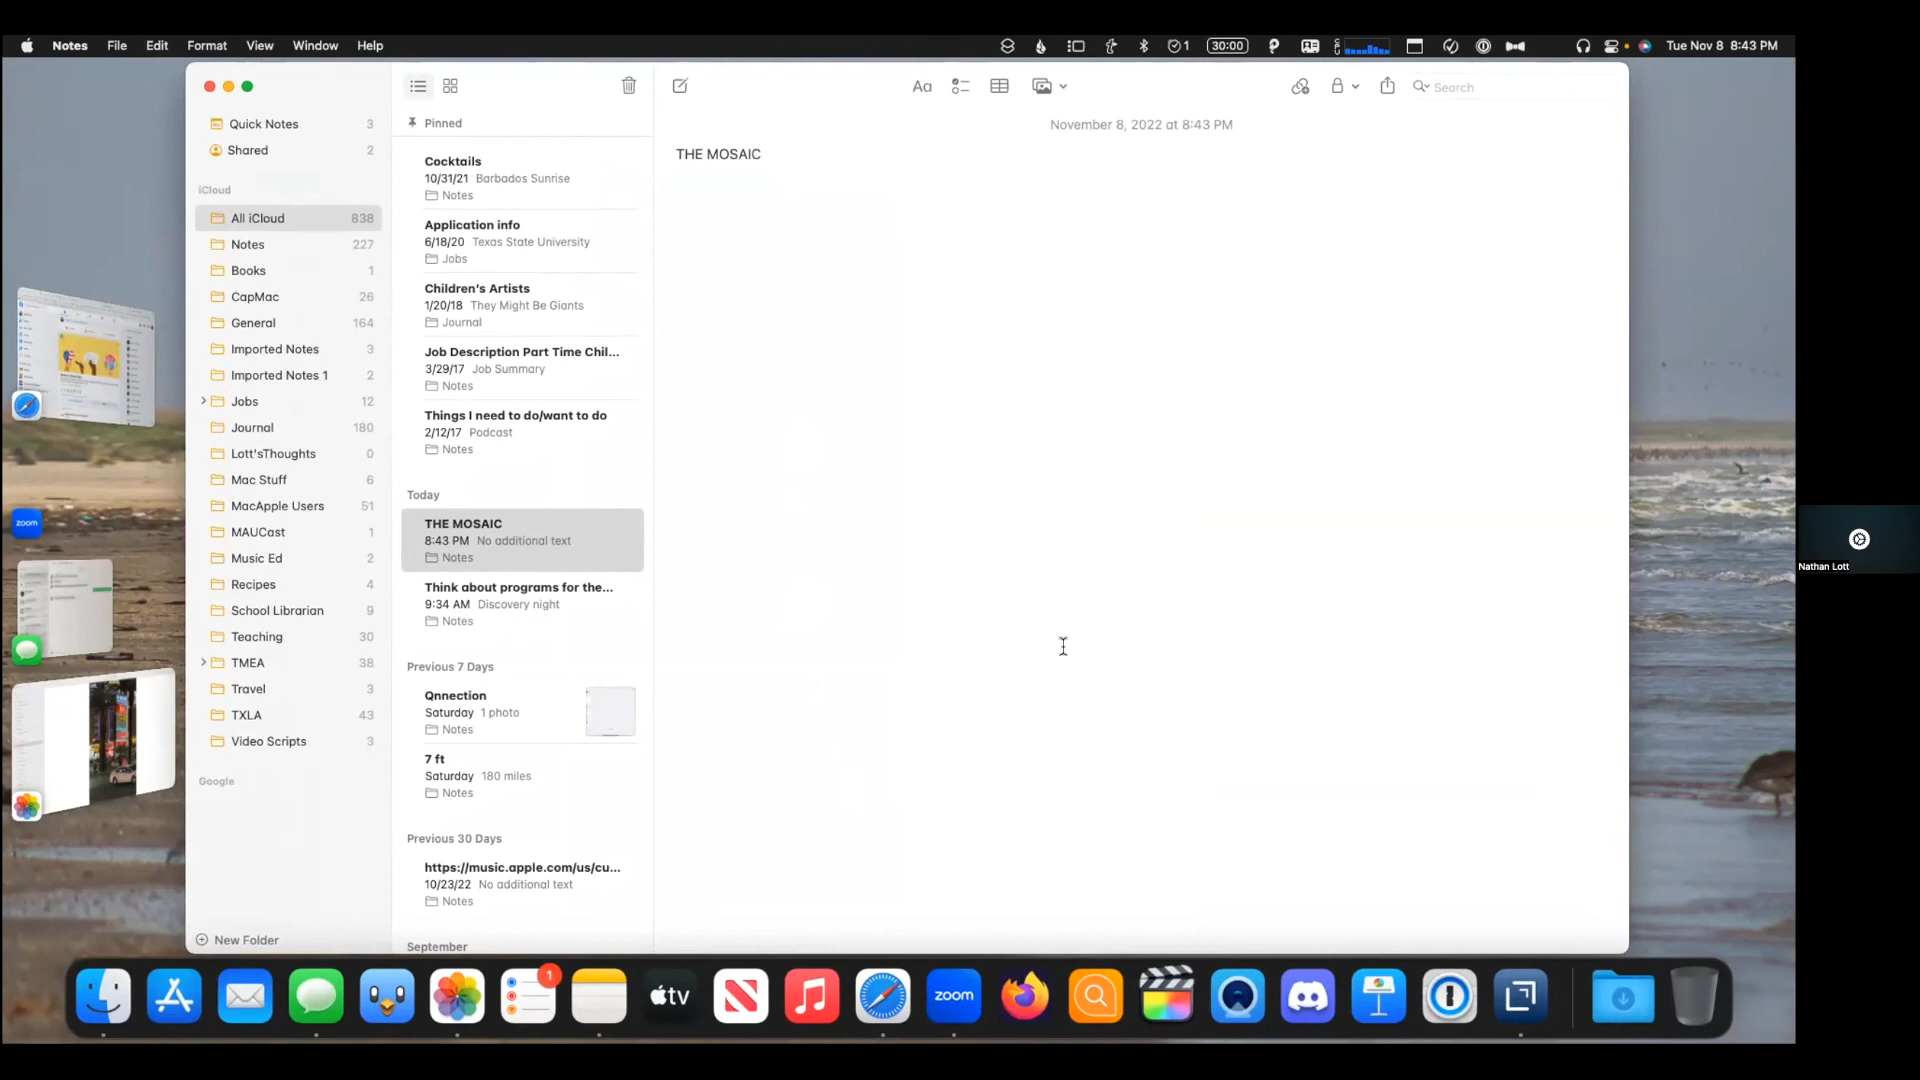 Notes File Edit Format View Window Help
1 30:00 Tue Nov 8 8:43 PM
Quick Notes 3
Shared 2
iCloud
All iCloud 838
Notes 227
Books 1
CapMac 26
General 164
Imported Notes 3
Imported Notes 1 2
Jobs 12
Journal 180
Lott'sThoughts 0
Mac Stuff 6
MacApple Users 51
MAUCast 1
Music Ed 2
Recipes 4
School Librarian 9
Teaching 30
TMEA 38
Travel 3
TXLA 43
Video Scripts 3
Google
New Folder
Pinned
Cocktails
10/31/21 Barbados Sunrise
Notes
Application info
6/18/20 Texas State University
Jobs
Children's Artists
1/20/18 They Might Be Giants
Journal
Job Description Part Time Chil...
3/29/17 Job Summary
Notes
Things I need to do/want to do
2/12/17 Podcast
Notes
Today
THE MOSAIC
8:43 PM No additional text
Notes
Think about programs for the...
9:34 AM Discovery night
Notes
Previous 7 Days
Qnnection
Saturday 1 photo
Notes
7 ft
Saturday 180 miles
Notes
Previous 30 Days
https://music.apple.com/us/cu...
10/23/22 No additional text
Notes
September
Aa
Search
November 8, 2022 at 8:43 PM
THE MOSAIC
zoom
Nathan Lott
1
tv
zoom